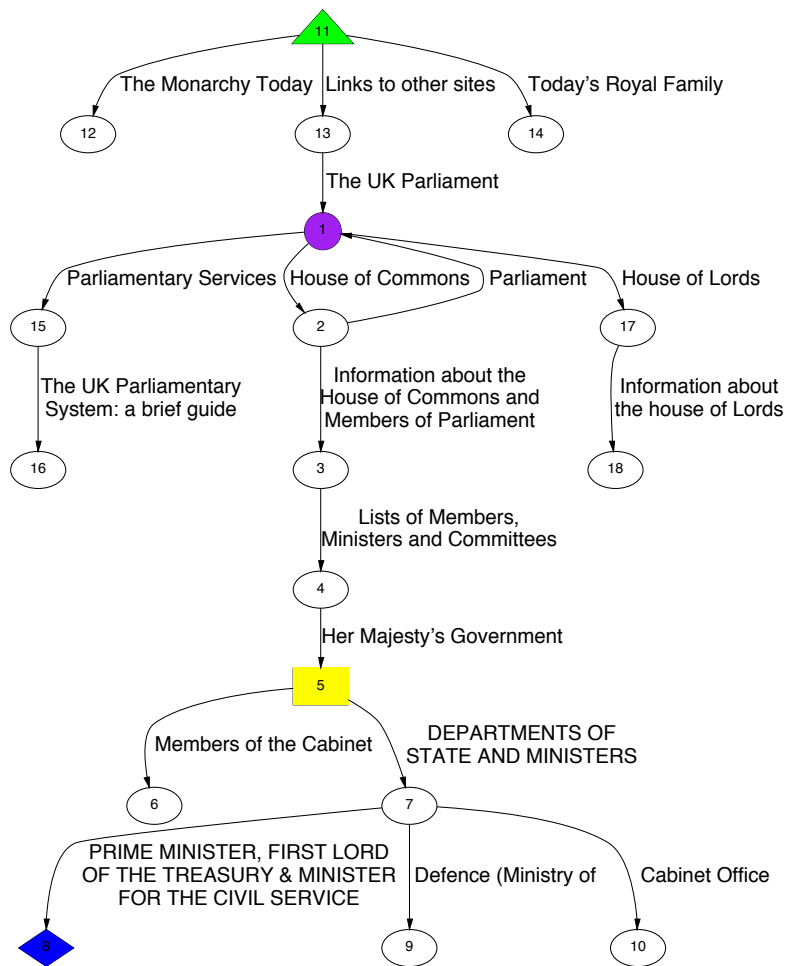 11
The Monarchy Today
Links to other sites
Today's Royal Family
12
13
14
The UK Parliament
1
Parliamentary Services
House of Commons
Parliament
House of Lords
15
2
17
The UK Parliamentary
System: a brief guide
Information about the
House of Commons and
Members of Parliament
Information about
the house of Lords
16
3
18
Lists of Members,
Ministers and Committees
4
Her Majesty's Government
5
Members of the Cabinet
DEPARTMENTS OF
STATE AND MINISTERS
6
7
PRIME MINISTER, FIRST LORD
OF THE TREASURY & MINISTER
FOR THE CIVIL SERVICE
Defence (Ministry of
Cabinet Office
8
9
10